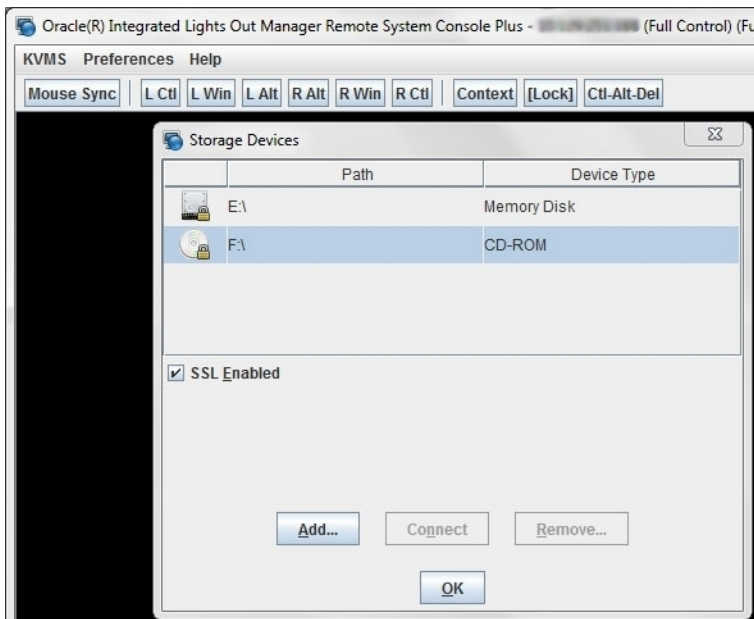 Oracle(R) Integrated Lights Out Manager Remote System Console Plus - (Full Control) (Fu
KVMS Preferences Help
Mouse Sync L Ctl L Win L Alt R Alt R Win R Ctl Context [Lock] Ctl-Alt-Del
Storage Devices
Path Device Type
E:\ Memory Disk
F:\ CD-ROM
SSL Enabled
Add... Connect Remove...
OK